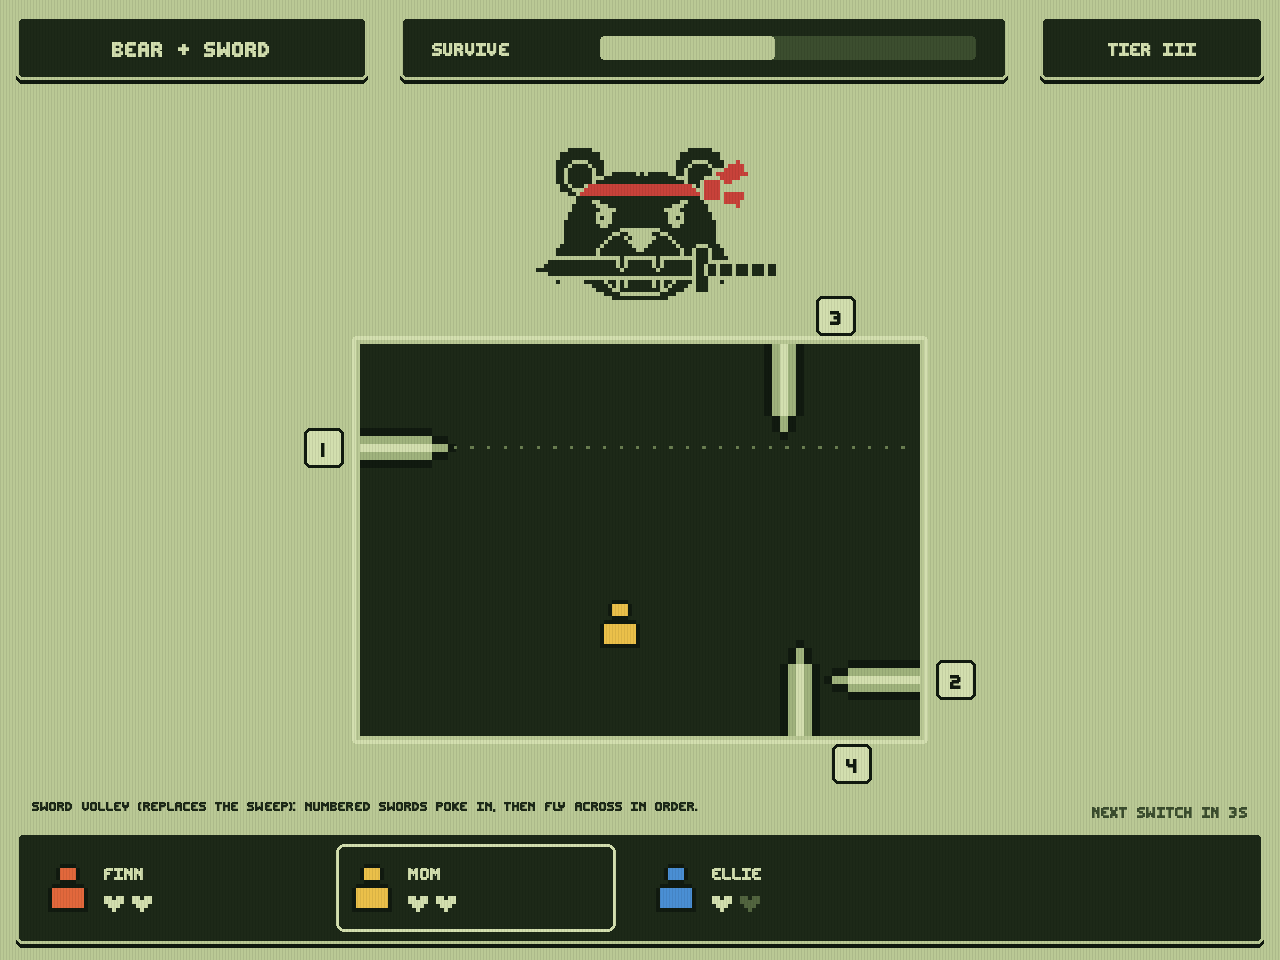 BEAR + SWORD
SURVIVE
TIER III
3
1
2
4
SWORD VOLLEY (REPLACES THE SWEEP): NUMBERED SWORDS POKE IN, THEN FLY ACROSS IN ORDER.
NEXT SWITCH IN 3S
FINN
MOM
ELLIE